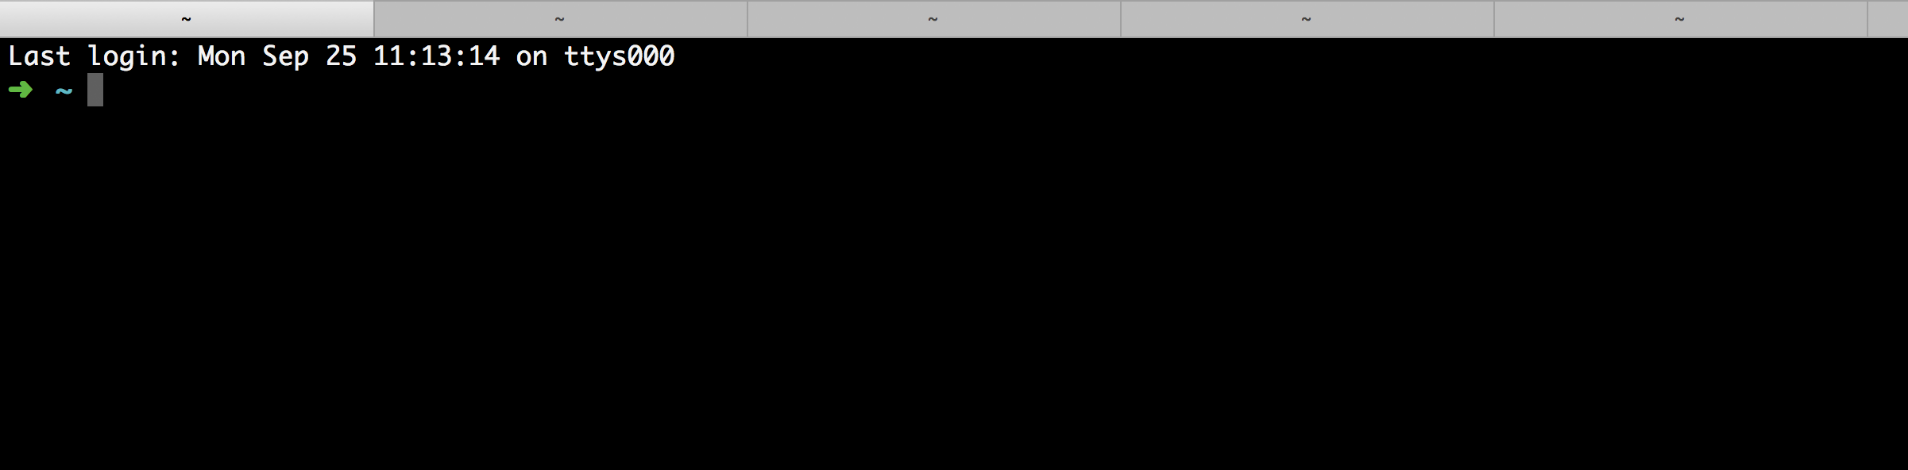 ~ ~ ~ ~ ~
Last login: Mon Sep 25 11:13:14 on ttys000
➜ ~